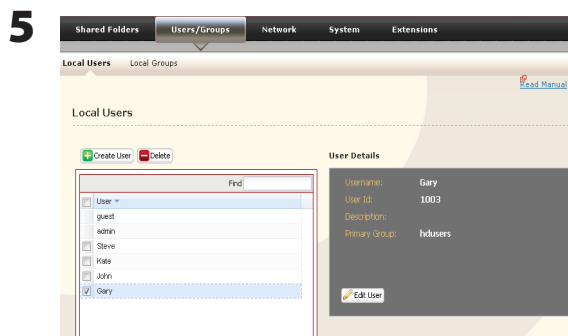 5
Shared Folders Users/Groups Network System Extensions
Local Users Local Groups
Read Manual
Local Users
Create User Delete
User Details
Find
User
guest
admin
Steve
Kate
John
Gary
Username: Gary
User Id: 1003
Description:
Primary Group: hdusers
Edit User